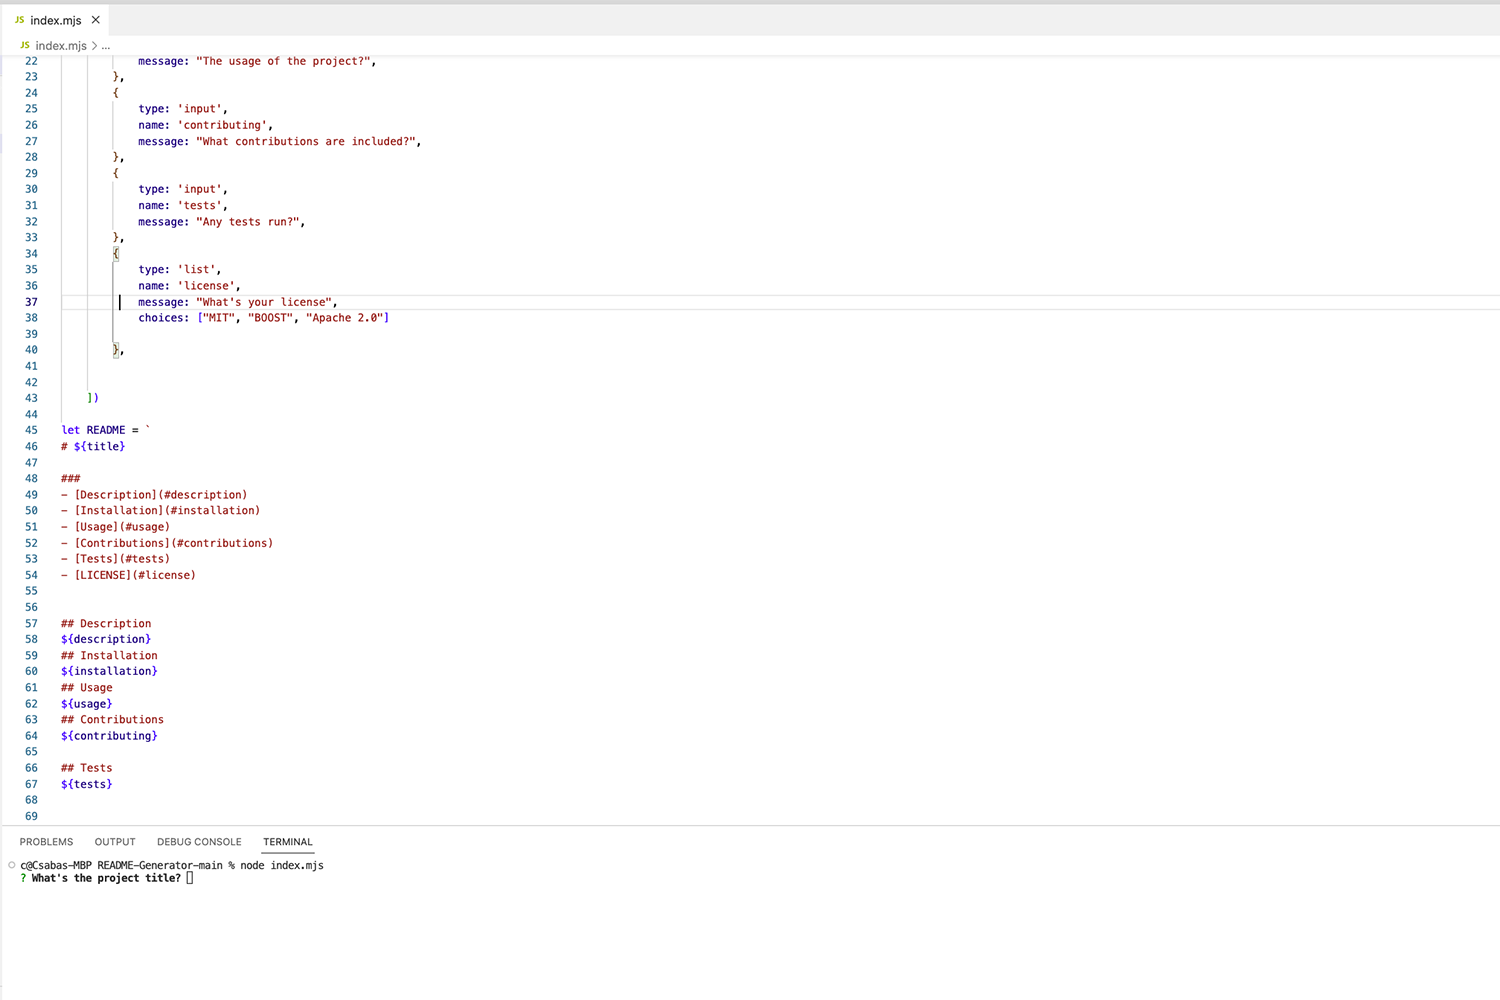 JS index.mjs ×
JS index.mjs > ...
22 message: "The usage of the project?",
23 },
24 {
25 type: 'input',
26 name: 'contributing',
27 message: "What contributions are included?",
28 },
29 {
30 type: 'input',
31 name: 'tests',
32 message: "Any tests run?",
33 },
34 {
35 type: 'list',
36 name: 'license',
37 message: "What's your license",
38 choices: ["MIT", "BOOST", "Apache 2.0"]
39
40 },
41
42
43 ])
44
45 let README = `
46 # ${title}
47
48 ###
49 - [Description](#description)
50 - [Installation](#installation)
51 - [Usage](#usage)
52 - [Contributions](#contributions)
53 - [Tests](#tests)
54 - [LICENSE](#license)
55
56
57 ## Description
58 ${description}
59 ## Installation
60 ${installation}
61 ## Usage
62 ${usage}
63 ## Contributions
64 ${contributing}
65
66 ## Tests
67 ${tests}
68
69
PROBLEMS OUTPUT DEBUG CONSOLE TERMINAL
c@Csabas-MBP README-Generator-main % node index.mjs
? What's the project title?